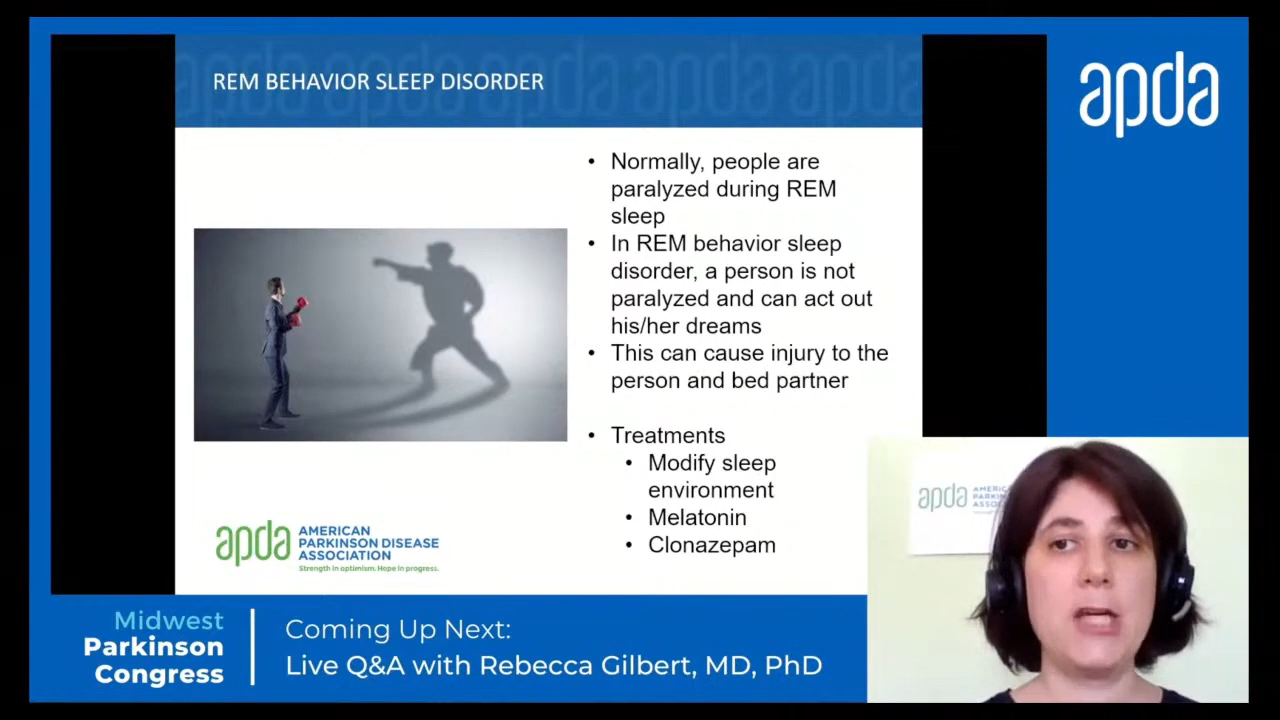 REM BEHAVIOR SLEEP DISORDER
apda
• Normally, people are
paralyzed during REM
sleep
• In REM behavior sleep
disorder, a person is not
paralyzed and can act out
his/her dreams
• This can cause injury to the
person and bed partner
• Treatments
• Modify sleep
environment
• Melatonin
• Clonazepam
apda AMERICAN
PARKINSON DISEASE
ASSOCIATION
Strength in optimism. Hope in progress.
apda
Midwest
Parkinson
Congress
Coming Up Next:
Live Q&A with Rebecca Gilbert, MD, PhD